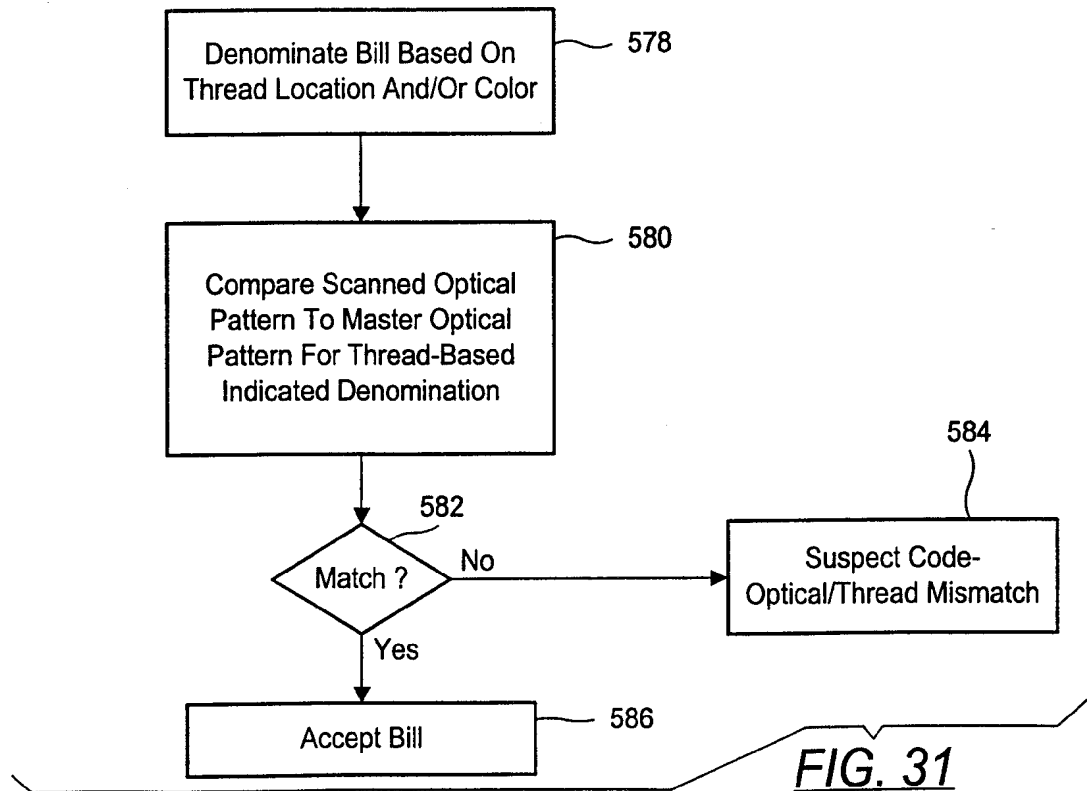 Denominate Bill Based On
Thread Location And/Or Color
578
Compare Scanned Optical
Pattern To Master Optical
Pattern For Thread-Based
Indicated Denomination
580
582
Match ?
No
Yes
584
Suspect Code-
Optical/Thread Mismatch
Accept Bill
586
FIG. 31